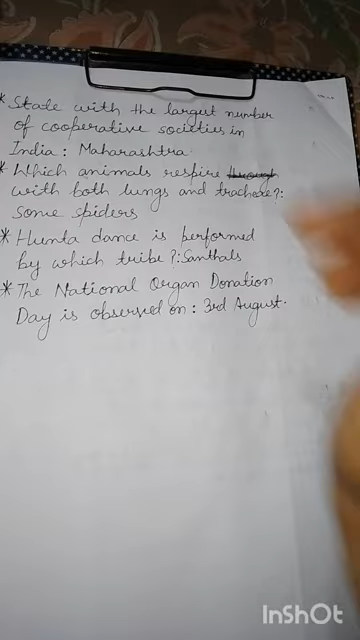 * State with the largest number
of cooperative societies in
India : Maharashtra.
* Which animals respire through
with both lungs and tracheae? :
some spiders
* Hunta dance is performed
by which tribe? : Santhals
* The National Organ Donation
Day is observed on : 3rd August.
InShOt